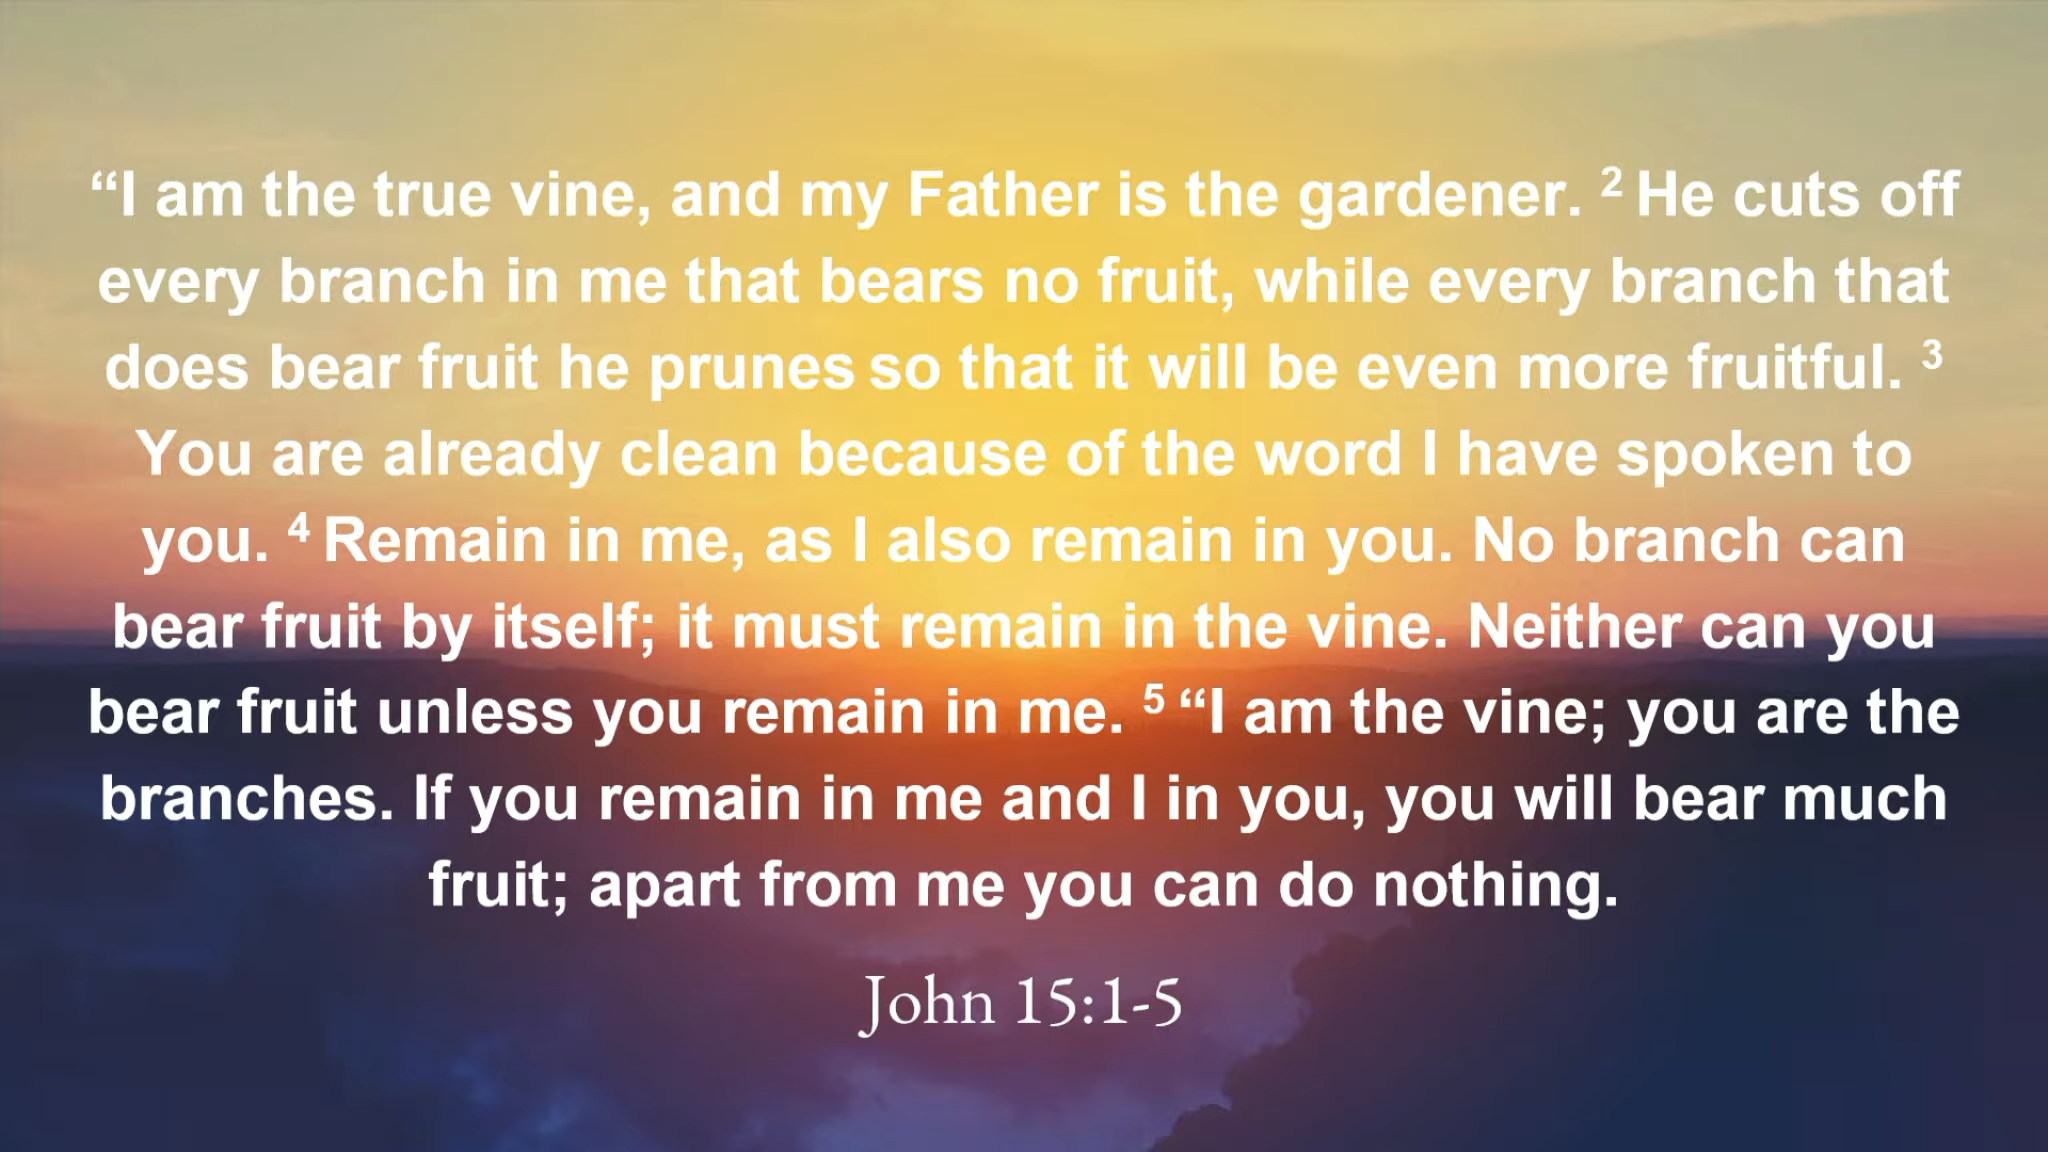 “I am the true vine, and my Father is the gardener. ² He cuts off
every branch in me that bears no fruit, while every branch that
does bear fruit he prunes so that it will be even more fruitful. ³
You are already clean because of the word I have spoken to
you. ⁴ Remain in me, as I also remain in you. No branch can
bear fruit by itself; it must remain in the vine. Neither can you
bear fruit unless you remain in me. ⁵ “I am the vine; you are the
branches. If you remain in me and I in you, you will bear much
fruit; apart from me you can do nothing.
John 15:1-5